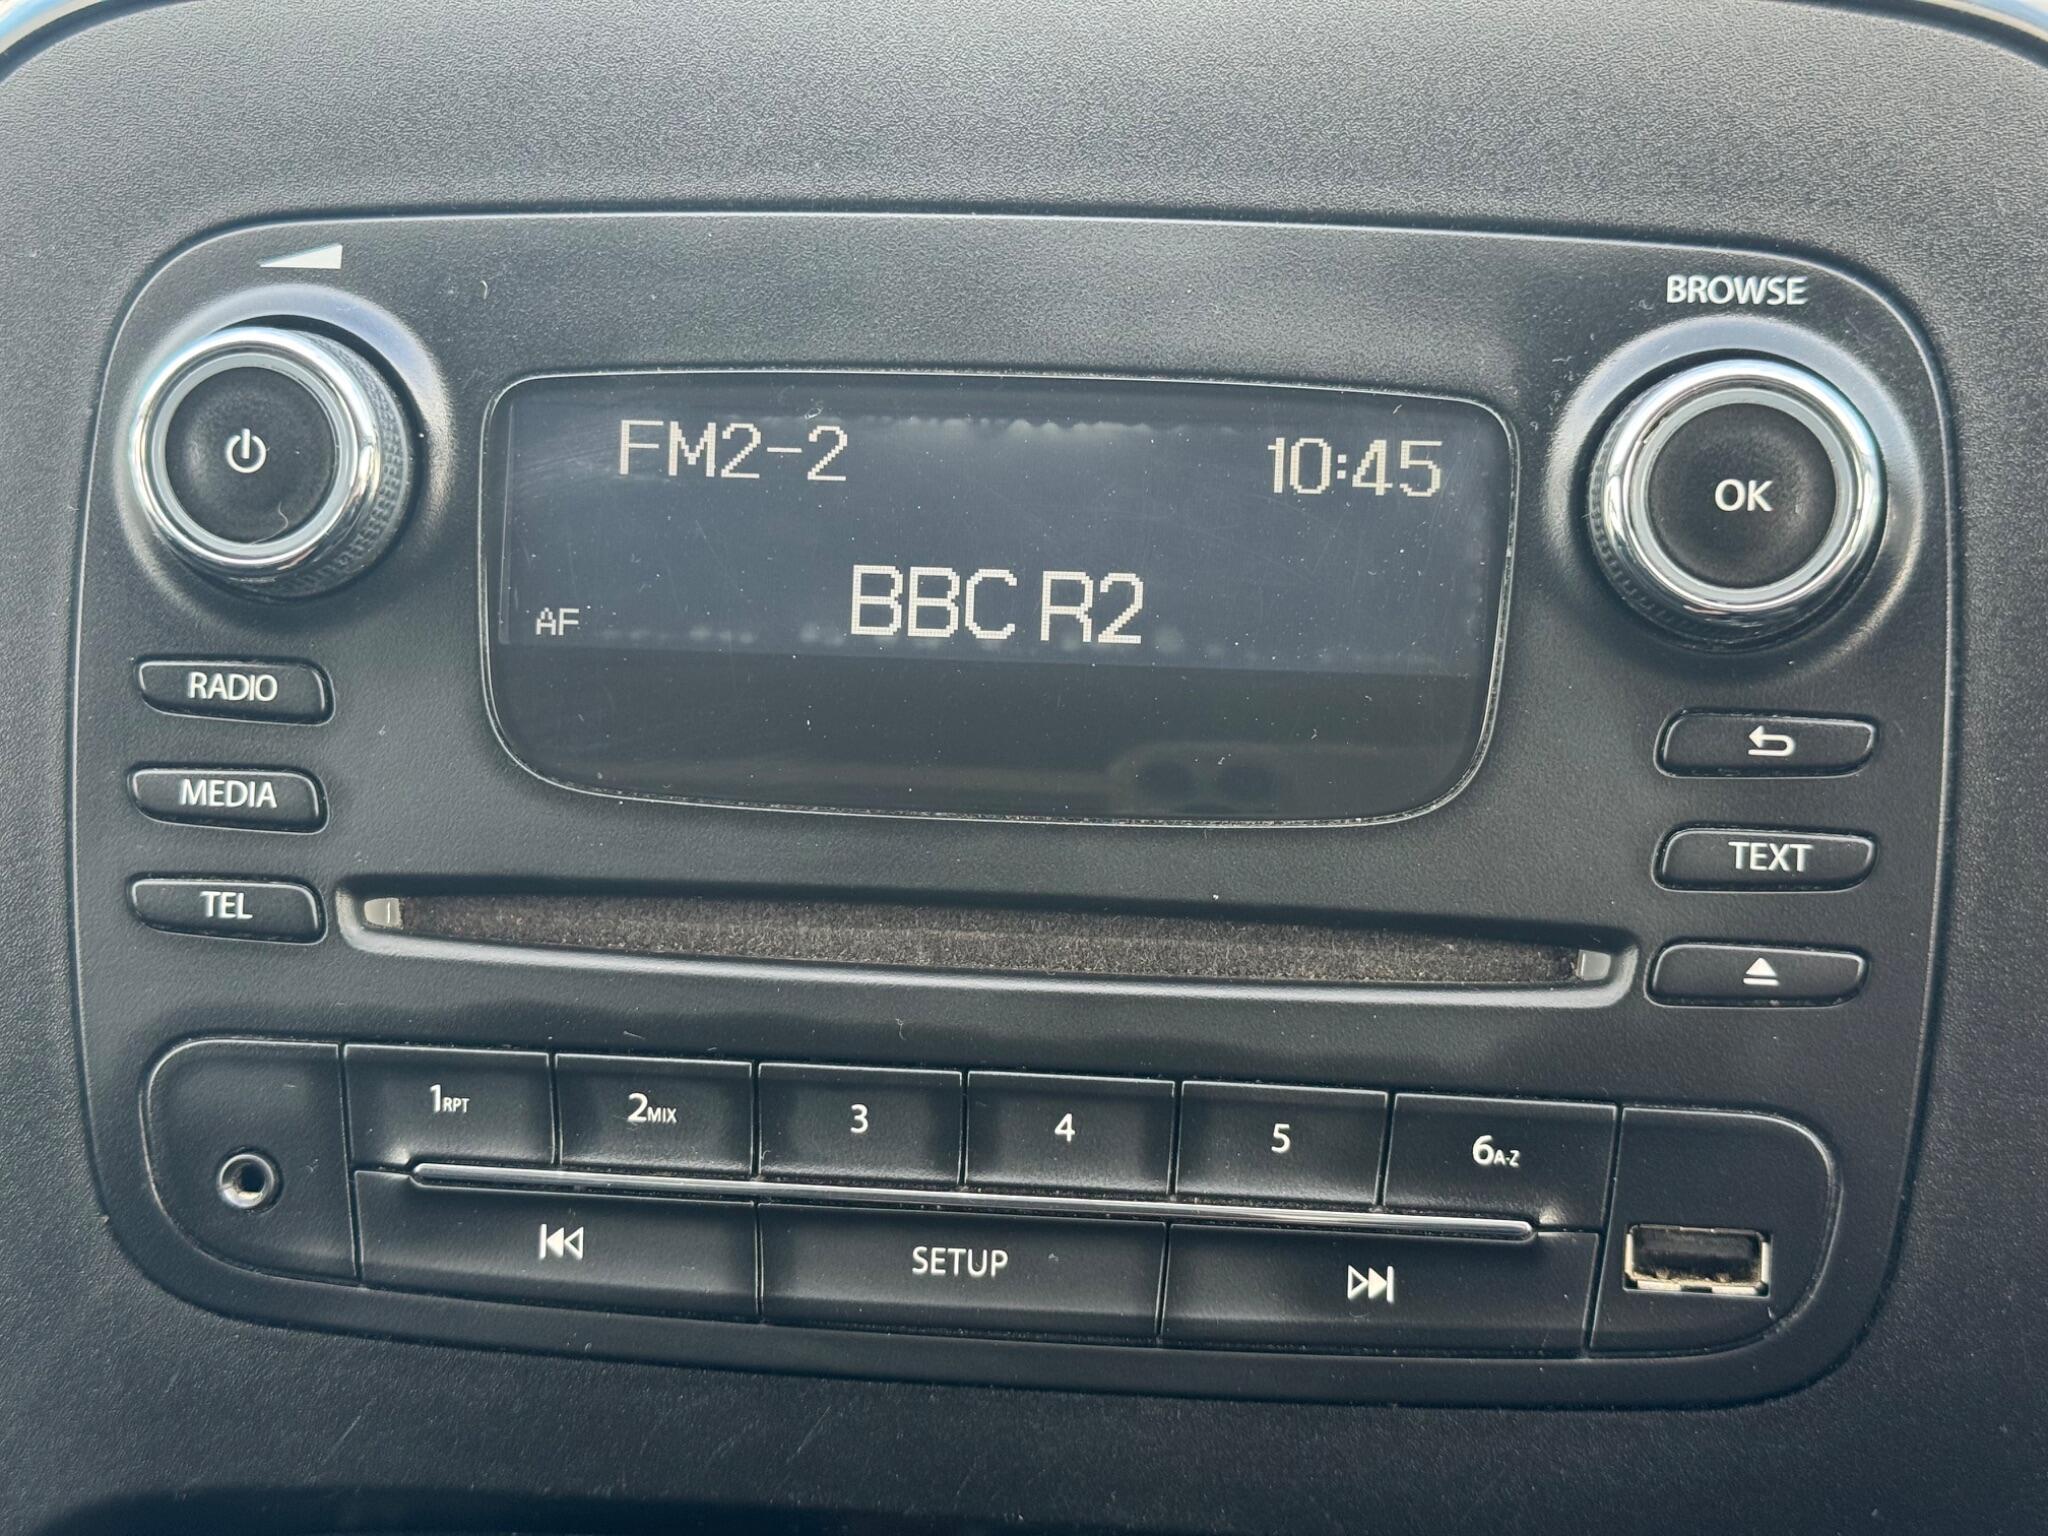 BROWSE
FM2-2 10:45
OK
BBC R2
AF
RADIO
MEDIA
TEXT
TEL
1RPT 2MIX 3 4 5 6A-Z
SETUP